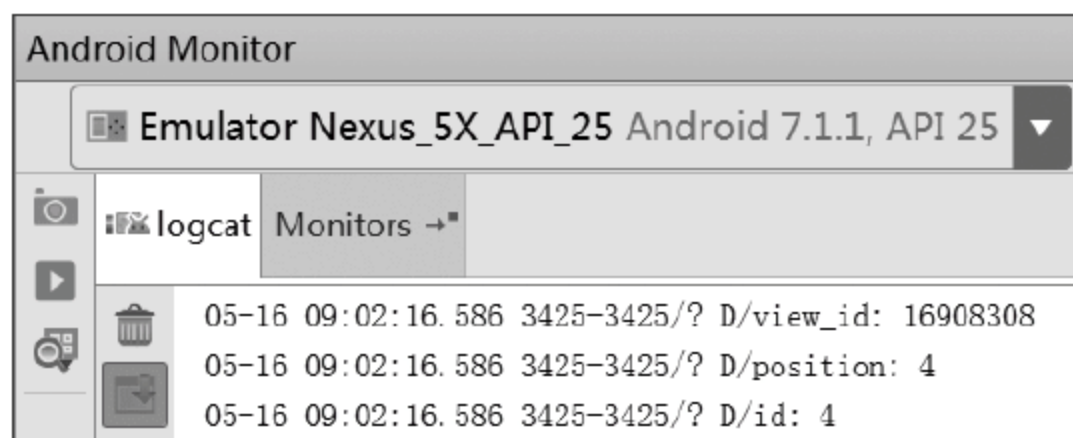 Android Monitor
Emulator Nexus_5X_API_25 Android 7.1.1, API 25
logcat Monitors
05-16 09:02:16.586 3425-3425/? D/view_id: 16908308
05-16 09:02:16.586 3425-3425/? D/position: 4
05-16 09:02:16.586 3425-3425/? D/id: 4